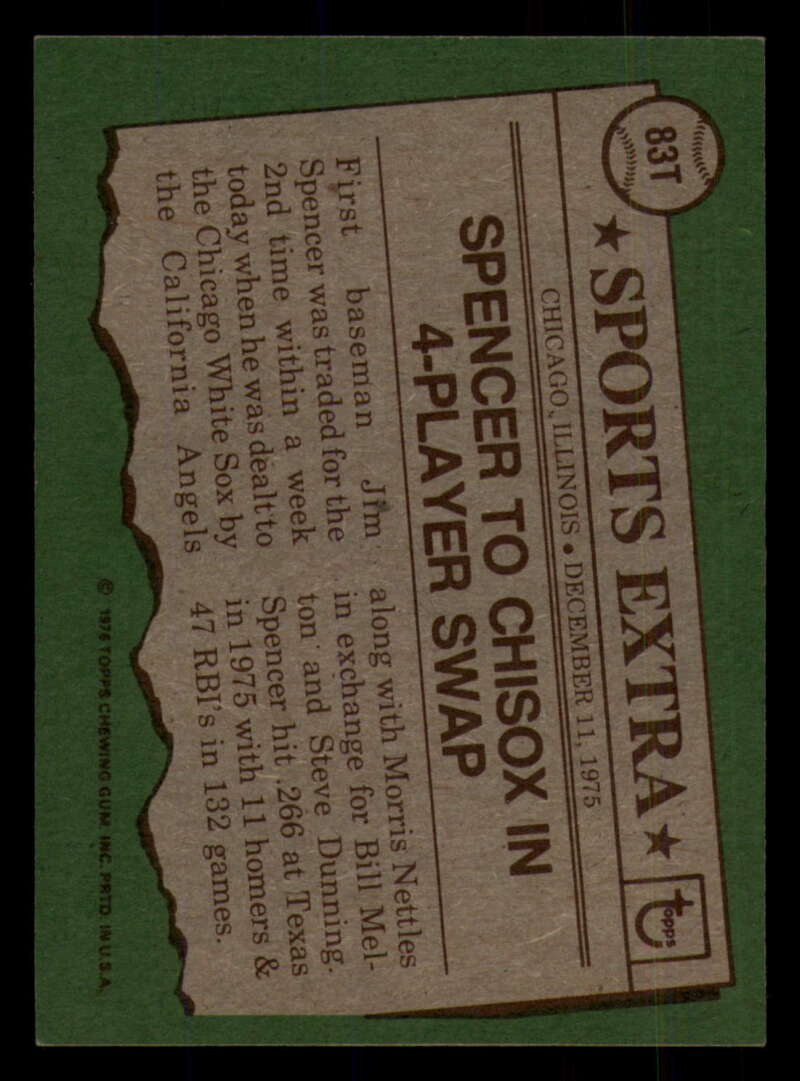 83T
★ SPORTS EXTRA ★
topps
CHICAGO, ILLINOIS • DECEMBER 11, 1975
SPENCER TO CHISOX IN
4-PLAYER SWAP
First baseman Jim
Spencer was traded for the
2nd time within a week
today when he was dealt to
the Chicago White Sox by
the California Angels
along with Morris Nettles
in exchange for Bill Mel-
ton and Steve Dunning.
Spencer hit .266 at Texas
in 1975 with 11 homers &
47 RBI's in 132 games.
© 1976 TOPPS CHEWING GUM, INC. PRTD. IN U.S.A.